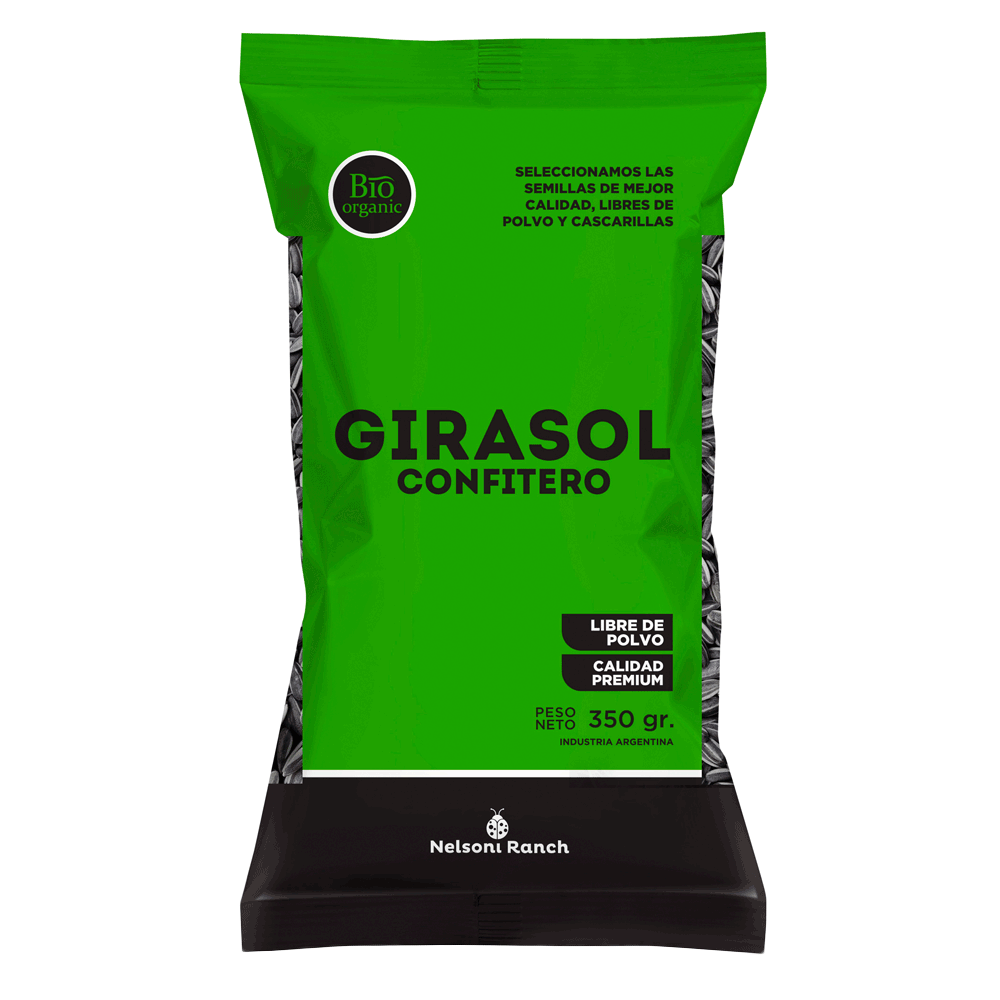 Bio
organic
SELECCIONAMOS LAS
SEMILLAS DE MEJOR
CALIDAD, LIBRES DE
POLVO Y CASCARILLAS
GIRASOL
CONFITERO
LIBRE DE
POLVO
CALIDAD
PREMIUM
PESO
NETO
350 gr.
INDUSTRIA ARGENTINA
Nelsoni Ranch